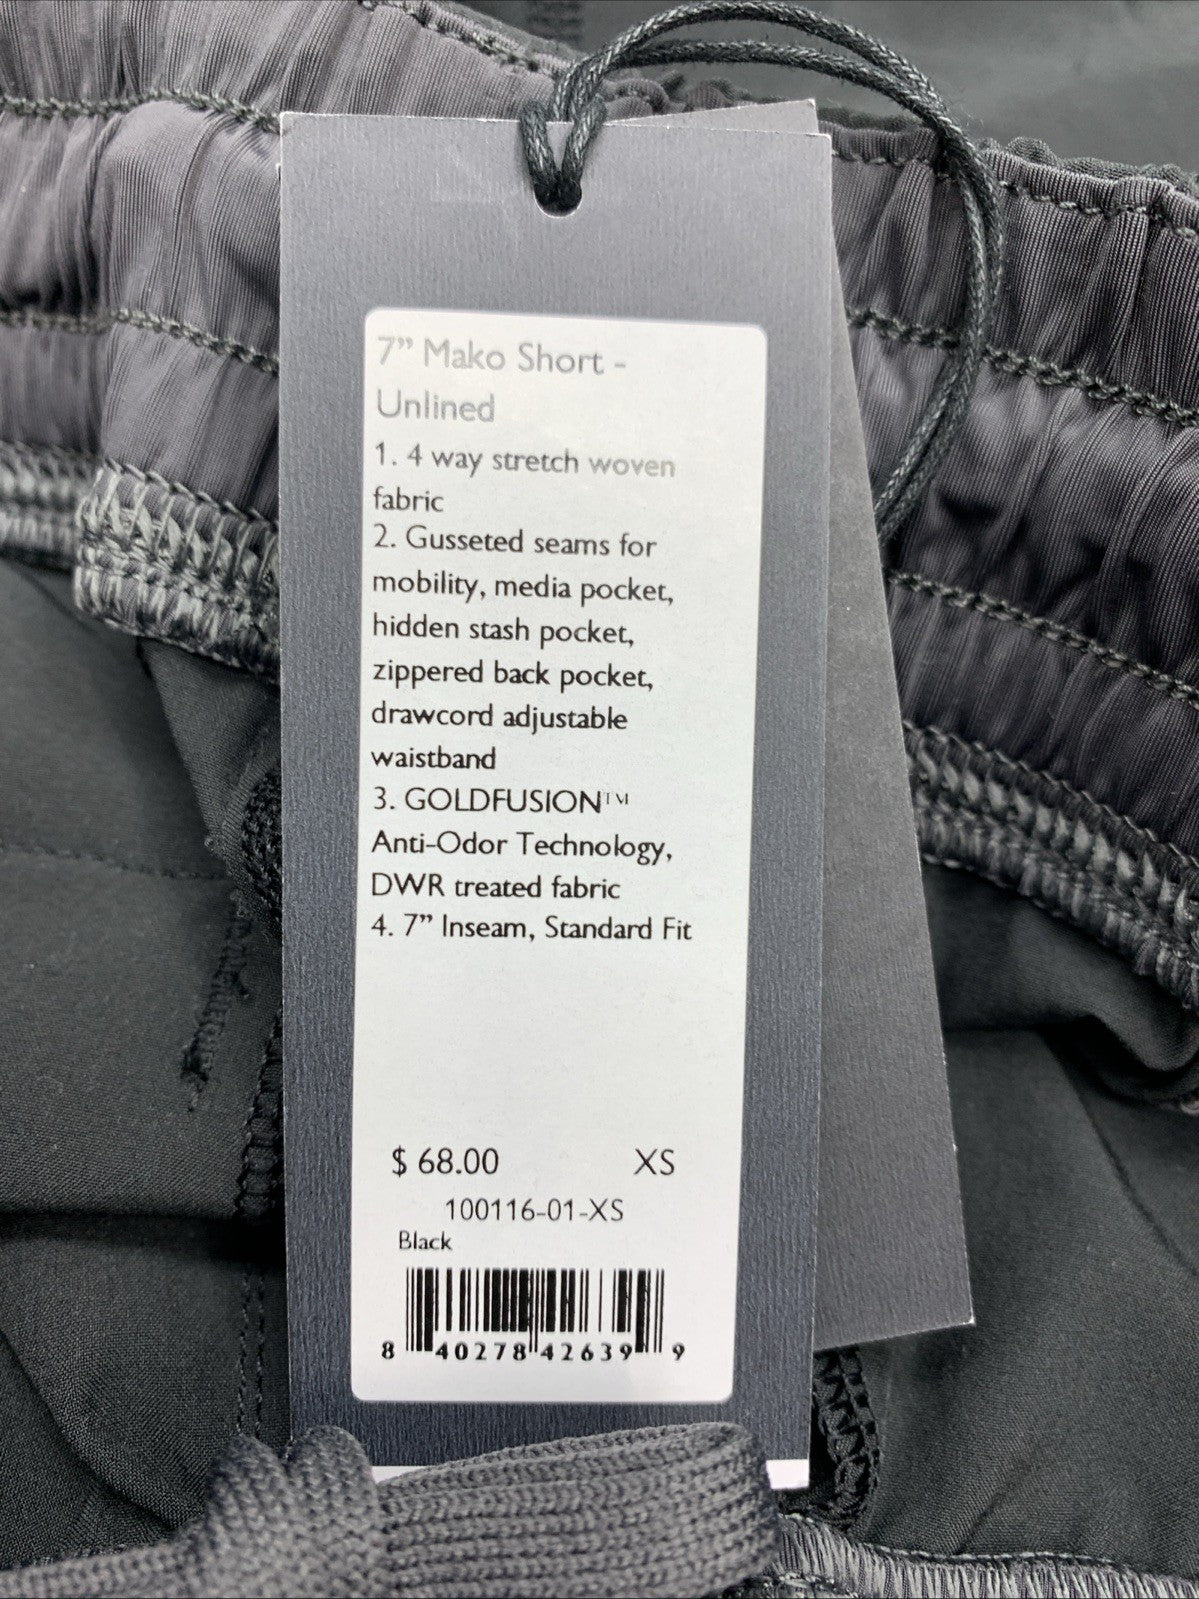 7” Mako Short -
Unlined
1. 4 way stretch woven
fabric
2. Gusseted seams for
mobility, media pocket,
hidden stash pocket,
zippered back pocket,
drawcord adjustable
waistband
3. GOLDFUSION™
Anti-Odor Technology,
DWR treated fabric
4. 7” Inseam, Standard Fit
$ 68.00 XS
100116-01-XS
Black
8 40278 42639 9